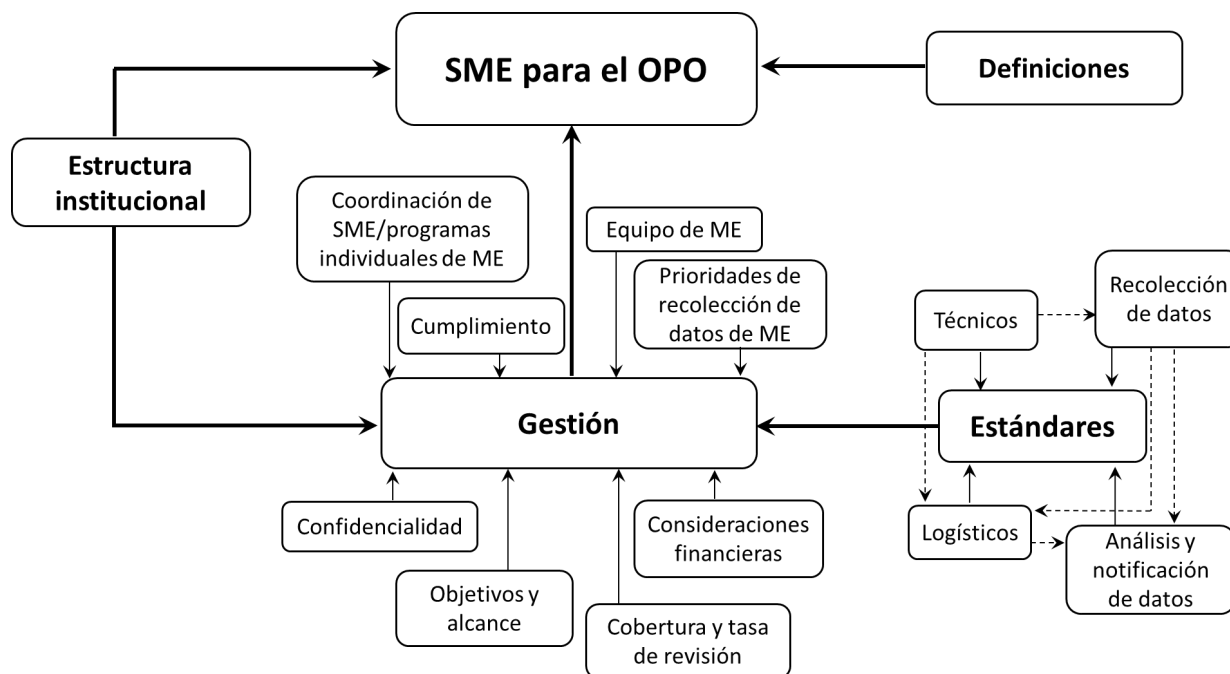 SME para el OPO
Definiciones
Estructura
institucional
Coordinación de
SME/programas
individuales de ME
Equipo de ME
Cumplimiento
Prioridades de
recolección de
datos de ME
Técnicos
Recolección
de datos
Gestión
Estándares
Confidencialidad
Objetivos y
alcance
Cobertura y tasa
de revisión
Consideraciones
financieras
Logísticos
Análisis y
notificación
de datos